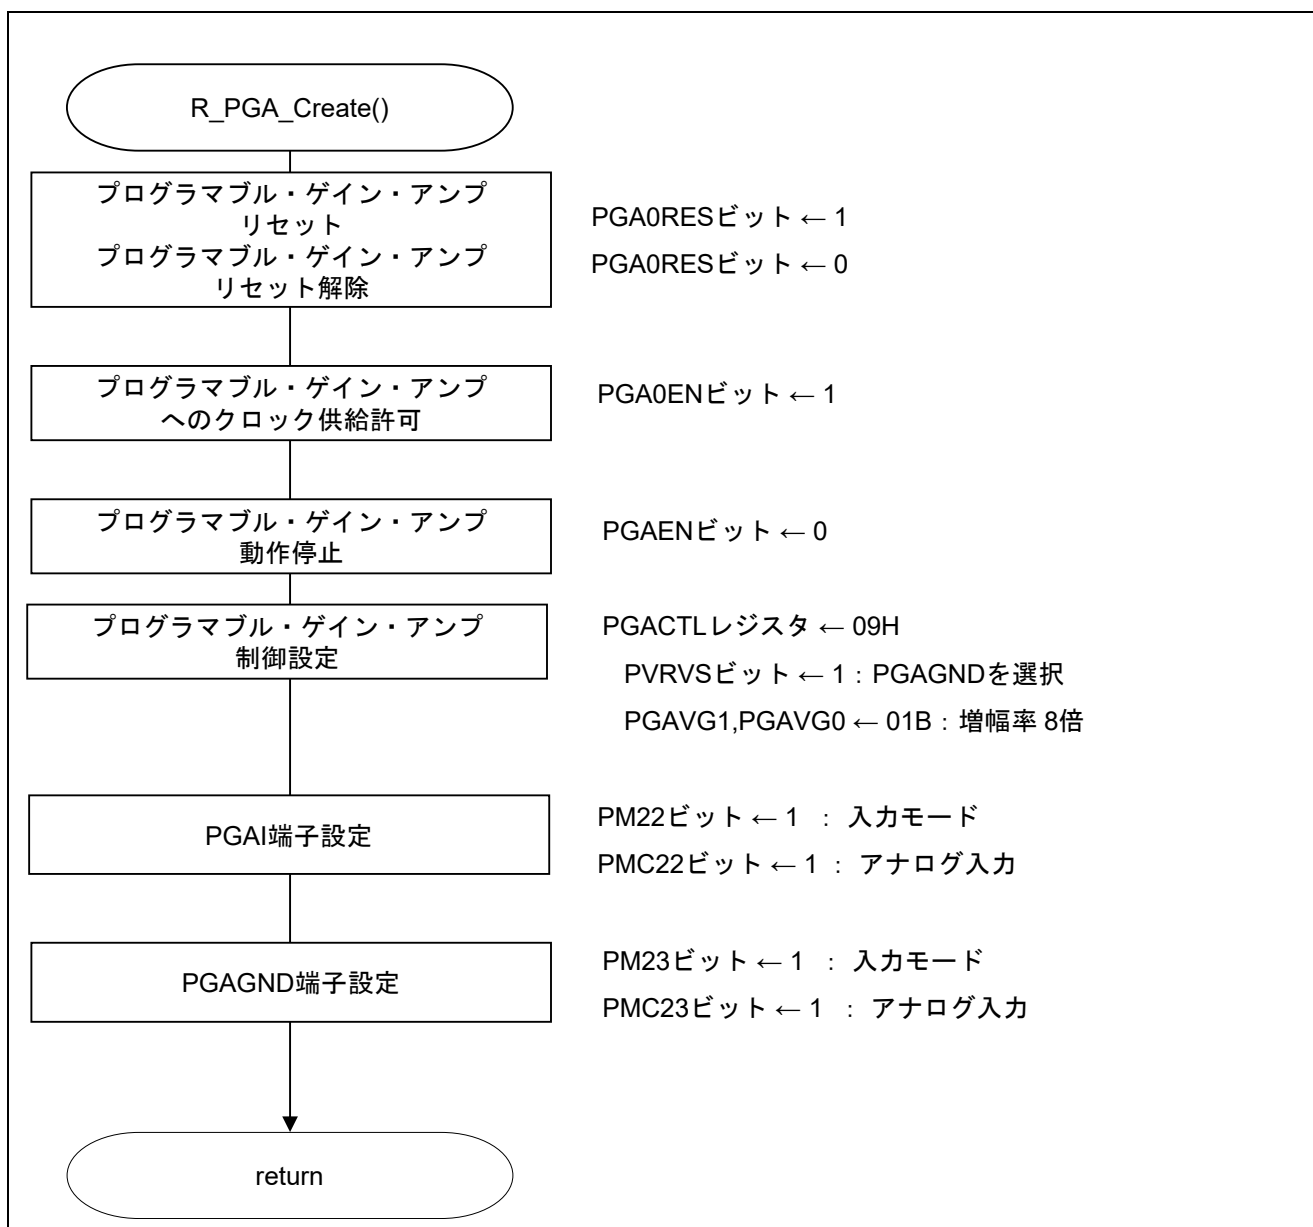 R_PGA_Create()
プログラマブル・ゲイン・アンプ
リセット
プログラマブル・ゲイン・アンプ
リセット解除
PGA0RESビット ← 1
PGA0RESビット ← 0
プログラマブル・ゲイン・アンプ
へのクロック供給許可
PGA0ENビット ← 1
プログラマブル・ゲイン・アンプ
動作停止
PGAENビット ← 0
プログラマブル・ゲイン・アンプ
制御設定
PGACTLレジスタ ← 09H
PVRVSビット ← 1 : PGAGNDを選択
PGAVG1,PGAVG0 ← 01B : 増幅率 8倍
PGAI端子設定
PM22ビット ← 1 : 入力モード
PMC22ビット ← 1 : アナログ入力
PGAGND端子設定
PM23ビット ← 1 : 入力モード
PMC23ビット ← 1 : アナログ入力
return